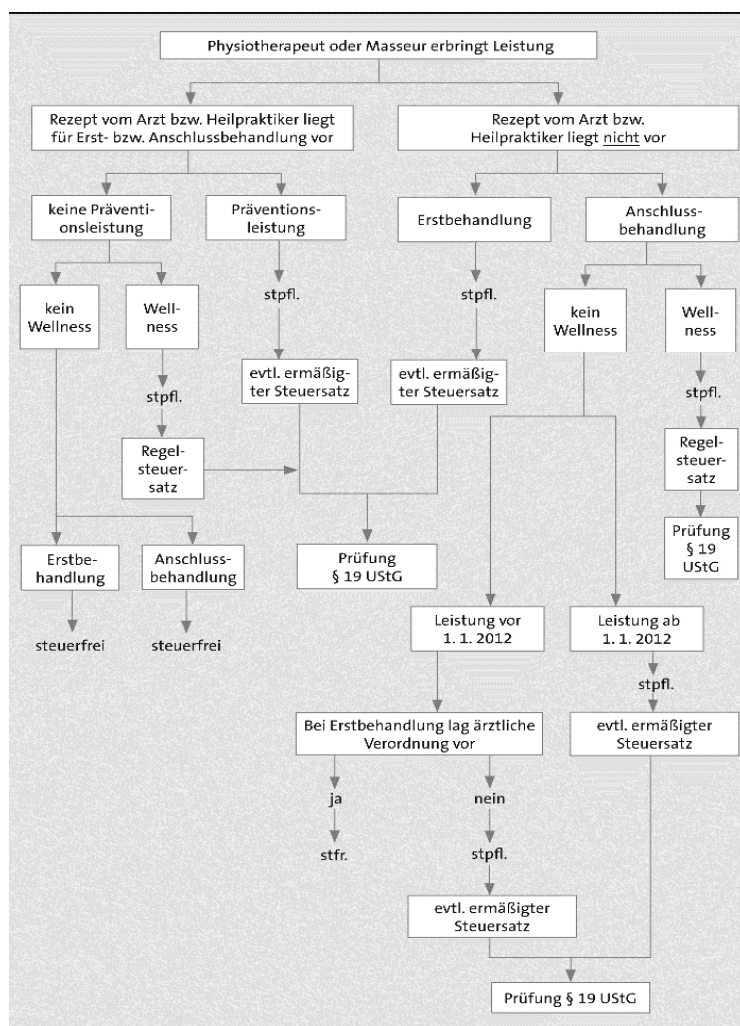 Physiotherapeut oder Masseur erbringt Leistung
Rezept vom Arzt bzw. Heilpraktiker liegt
für Erst- bzw. Anschlussbehandlung vor
Rezept vom Arzt bzw.
Heilpraktiker liegt nicht vor
keine Präventi-
onsleistung
Präventions-
leistung
Erstbehandlung
Anschluss-
behandlung
kein
Wellness
Well-
ness
stpfl.
stpfl.
kein
Wellness
Well-
ness
stpfl.
evtl. ermäßig-
ter Steuersatz
evtl. ermäßig-
ter Steuersatz
stpfl.
Regel-
steuer-
satz
Regel-
steuer-
satz
Erstbe-
handlung
Anschluss-
behandlung
Prüfung
§ 19 UStG
Prüfung
§ 19
UStG
steuerfrei
steuerfrei
Leistung vor
1. 1. 2012
Leistung ab
1. 1. 2012
stpfl.
Bei Erstbehandlung lag ärztliche
Verordnung vor
evtl. ermäßigter
Steuersatz
ja
nein
stfr.
stpfl.
evtl. ermäßigter
Steuersatz
Prüfung § 19 UStG